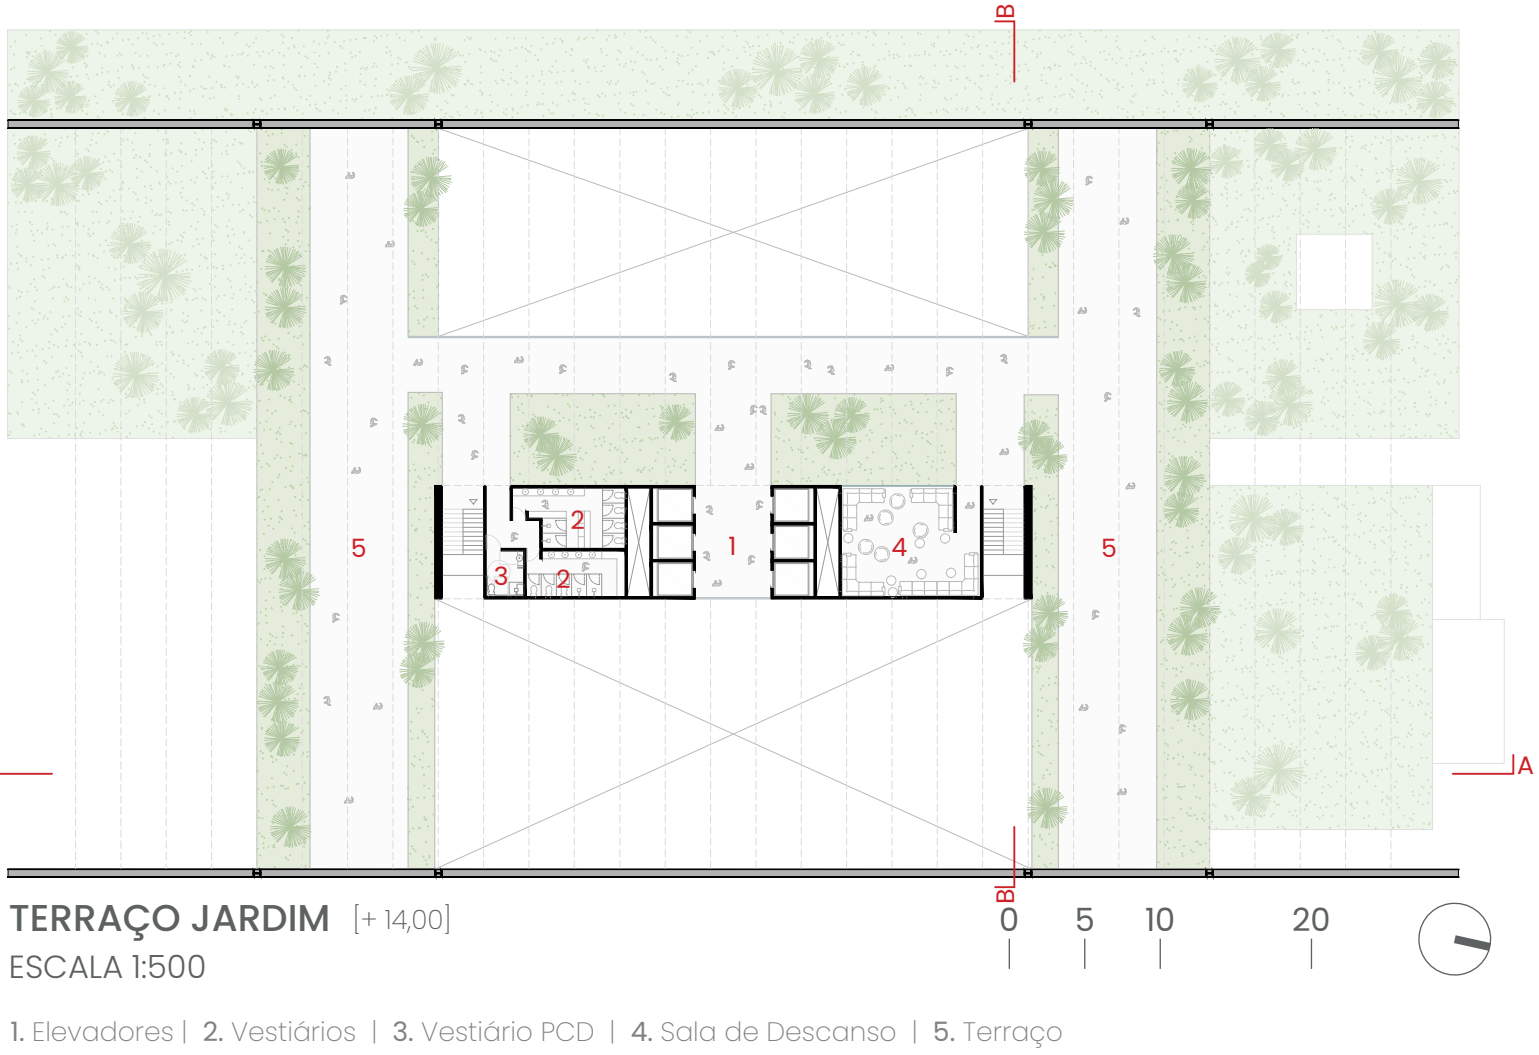 B
2
5
1
4
5
3
2
A
B
TERRAÇO JARDIM [+ 14,00]
0 5 10 20
ESCALA 1:500
1. Elevadores | 2. Vestiários | 3. Vestiário PCD | 4. Sala de Descanso | 5. Terraço